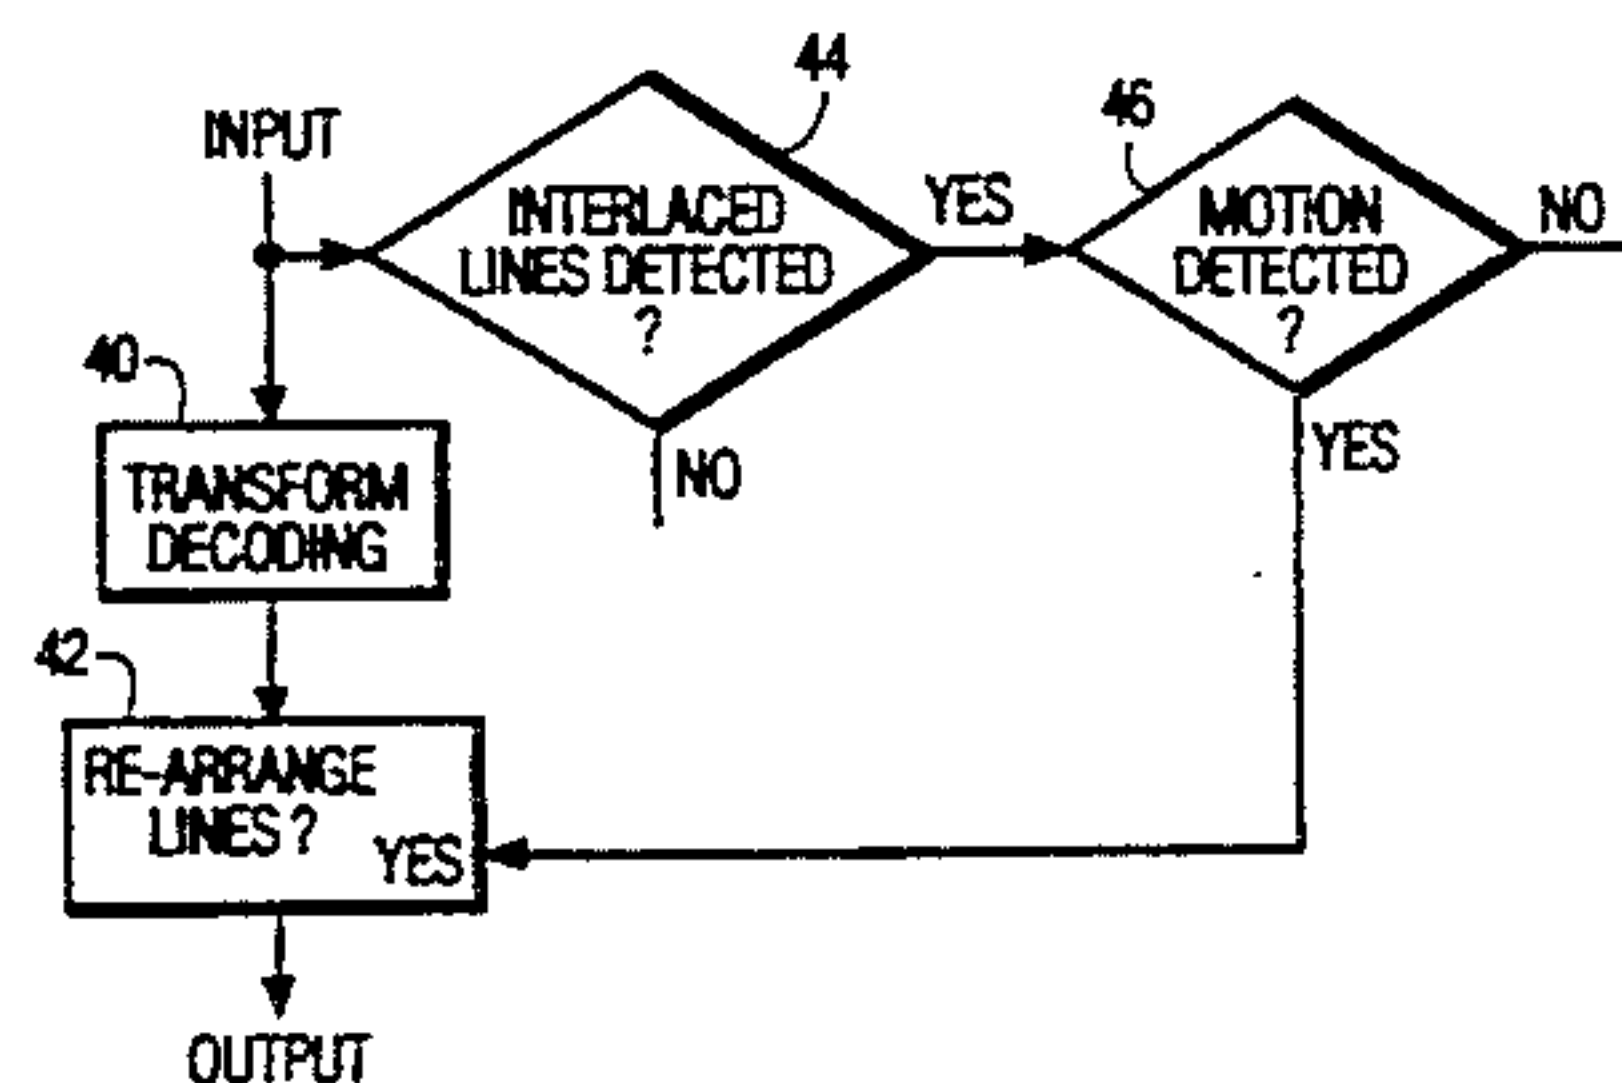 44
INPUT
46
INTERLACED
LINES DETECTED
?
YES
MOTION
DETECTED
?
NO
40
NO
YES
TRANSFORM
DECODING
42
RE-ARRANGE
LINES?
YES
OUTPUT